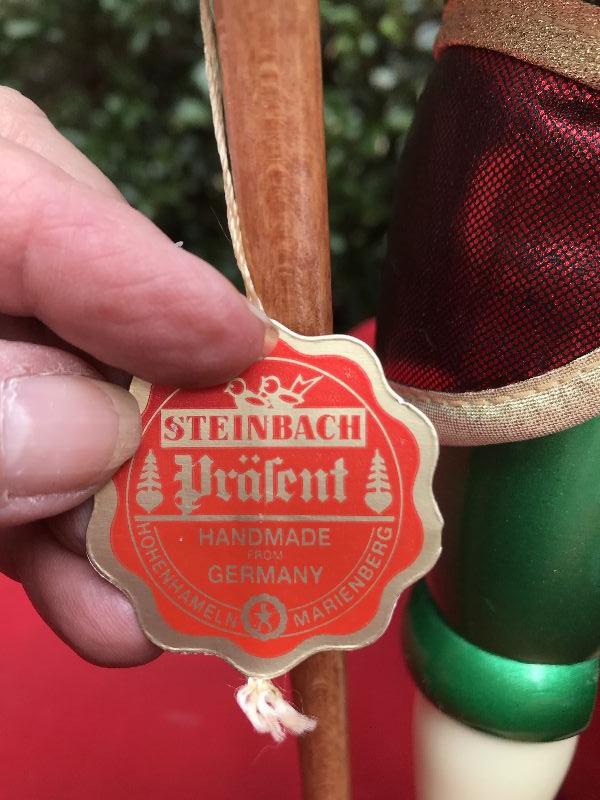 STEINBACH
Präſent
HANDMADE
FROM
GERMANY
HOHENHAMELN MARIENBERG